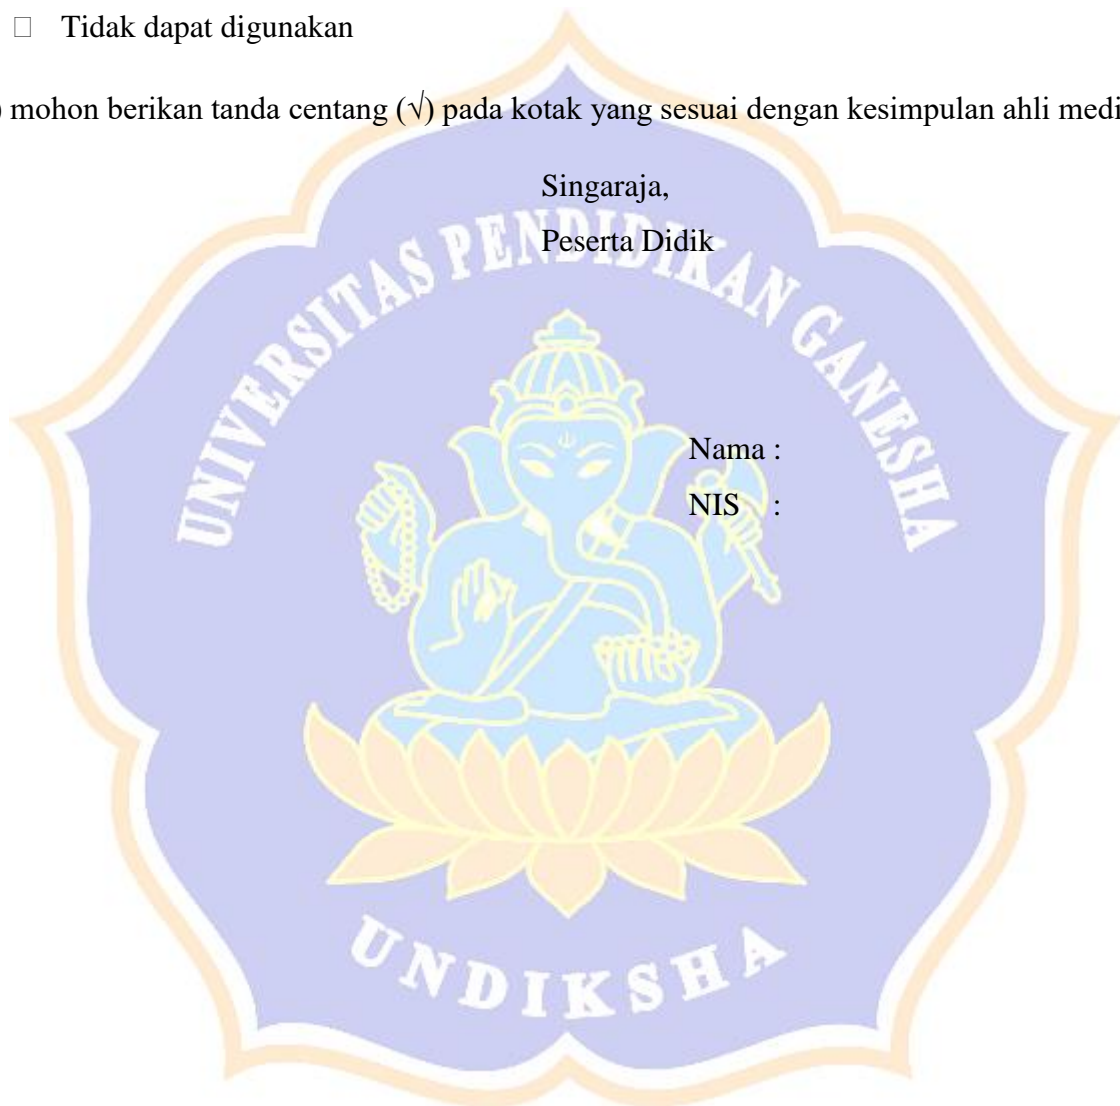 □ Tidak dapat digunakan
) mohon berikan tanda centang (√) pada kotak yang sesuai dengan kesimpulan ahli medi
Singaraja,
Peserta Didik
UNIVERSITAS PENDIDIKAN GANESHA
Nama :
NIS :
UNDIKSHA